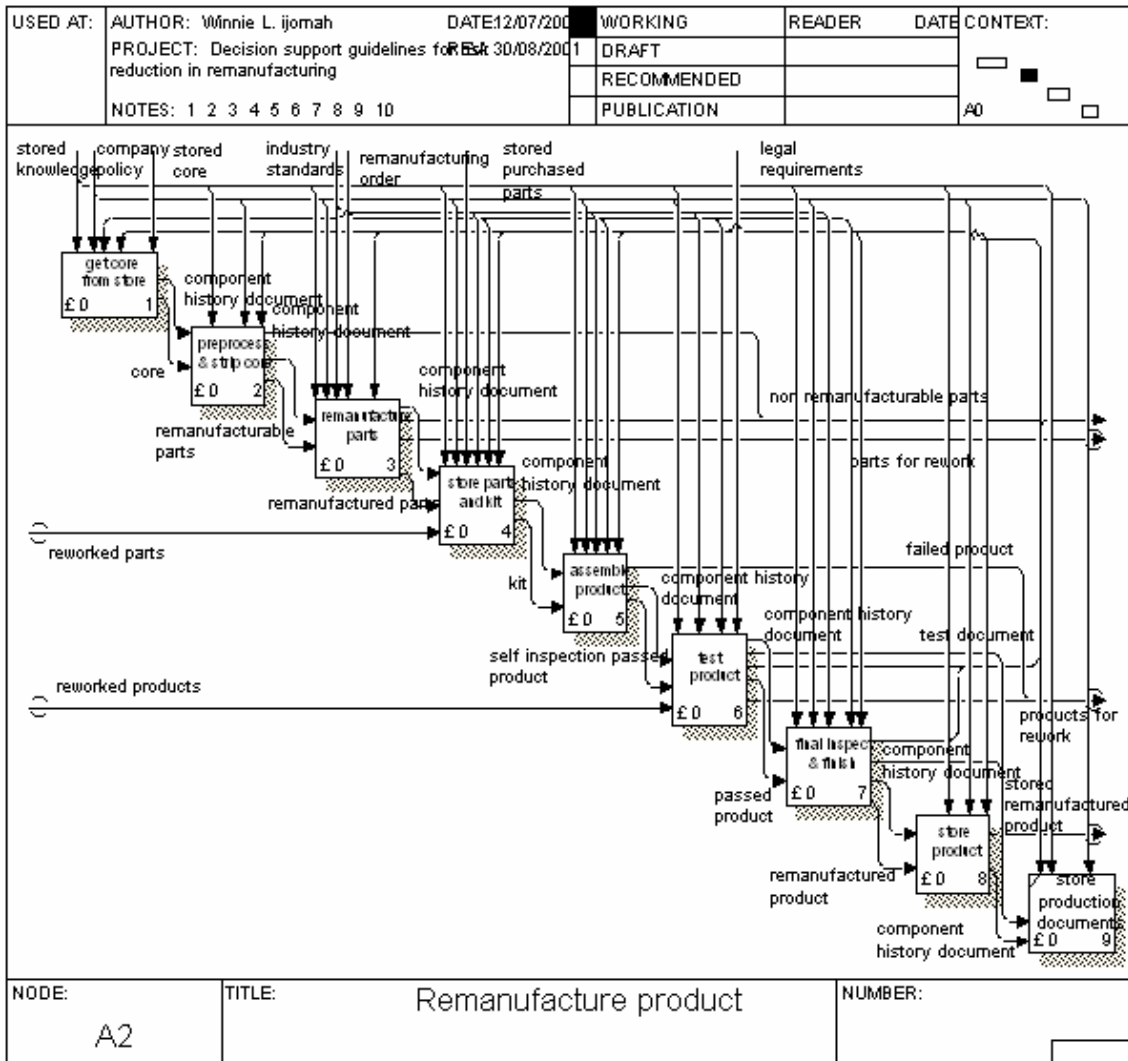 USED AT:
AUTHOR: Winnie L. ijomah
DATE:12/07/200
WORKING
READER
DATE
CONTEXT:
PROJECT: Decision support guidelines for
30/08/2001
DRAFT
reduction in remanufacturing
RECOMMENDED
NOTES: 1 2 3 4 5 6 7 8 9 10
PUBLICATION
A0
stored
knowledge
company
policy
stored
core
industry
standards
remanufacturing
order
stored
purchased
parts
legal
requirements
get core
from store
£ 0 1
component
history document
component
history document
preprocess
& strip core
£ 0 2
core
component
history document
non remanufacturable parts
remanufacturable
parts
remanufacture
parts
£ 0 3
component
history document
parts for rework
store parts
and kit
£ 0 4
remanufactured parts
reworked parts
failed product
assemble
product
£ 0 5
kit
component history
document
component history
document
test document
self inspection passed
product
test
product
£ 0 6
reworked products
products for
rework
final inspect
& finish
£ 0 7
component
history document
passed
product
stored
remanufactured
product
store
product
£ 0 8
remanufactured
product
store
production
documents
£ 0 9
component
history document
NODE:
A2
TITLE:
Remanufacture product
NUMBER: